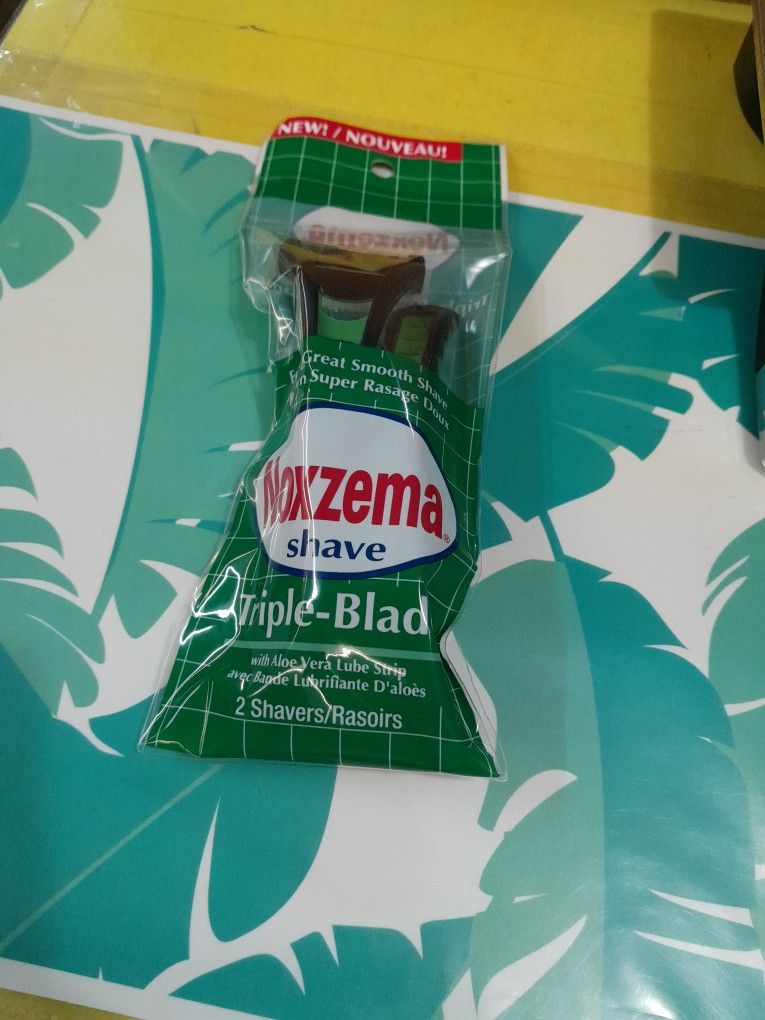 NEW! / NOUVEAU!
Noxzema
Great Smooth Shave
Super Rasage Doux
Noxzema®
shave
Triple-Blad
with Aloe Vera Lube Strip
avec Bande Lubrifiante D'aloès
2 Shavers/Rasoirs